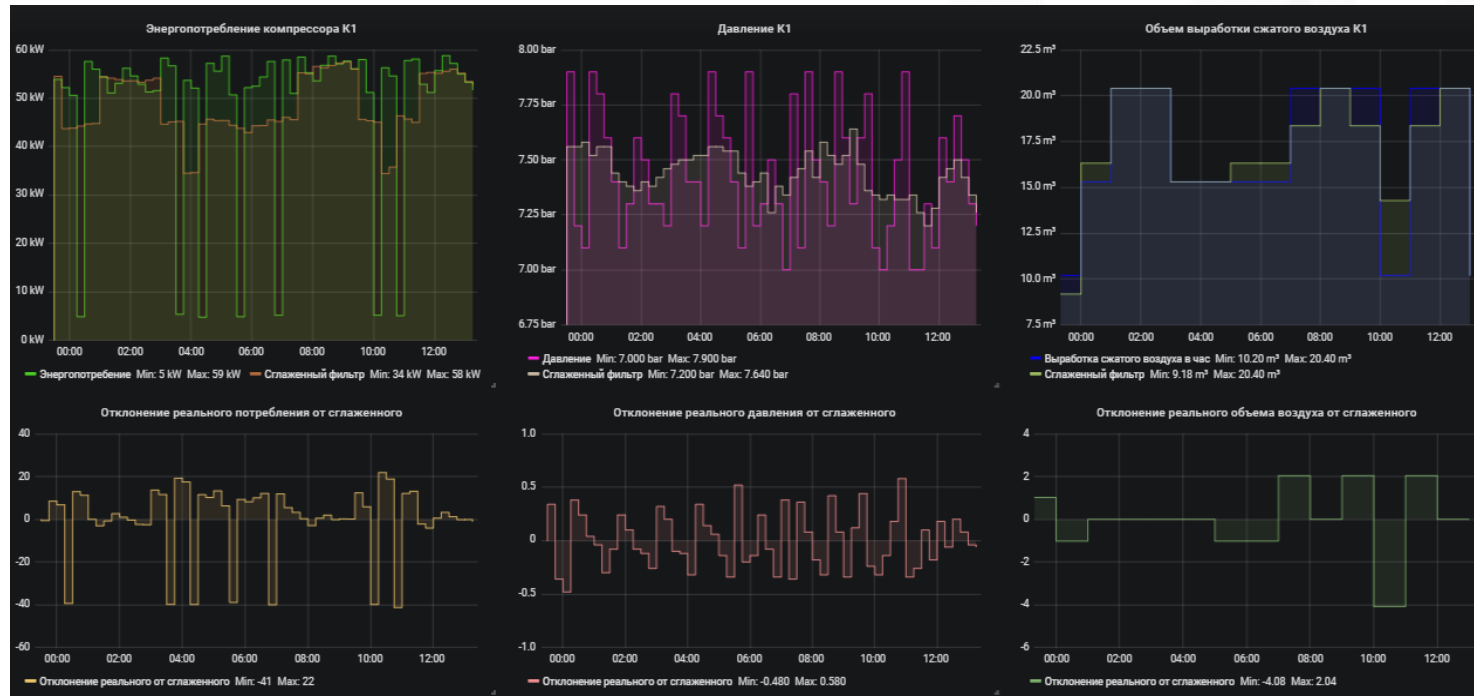 Энергопотребление компрессора К1
60 kW
50 kW
40 kW
30 kW
20 kW
10 kW
0 kW
00:00 02:00 04:00 06:00 08:00 10:00 12:00
Энергопотребение Min: 5 kW Max: 59 kW Сглаженный фильтр Min: 34 kW Max: 58 kW
Давление К1
8.00 bar
7.75 bar
7.50 bar
7.25 bar
7.00 bar
6.75 bar
00:00 02:00 04:00 06:00 08:00 10:00 12:00
Давление Min: 7.000 bar Max: 7.900 bar
Сглаженный фильтр Min: 7.200 bar Max: 7.640 bar
Объем выработки сжатого воздуха К1
22.5 m³
20.0 m³
17.5 m³
15.0 m³
12.5 m³
10.0 m³
7.5 m³
00:00 02:00 04:00 06:00 08:00 10:00 12:00
Выработка сжатого воздуха в час Min: 10.20 m³ Max: 20.40 m³
Сглаженный фильтр Min: 9.18 m³ Max: 20.40 m³
Отклонение реального потребления от сглаженного
40
20
0
-20
-40
-60
00:00 02:00 04:00 06:00 08:00 10:00 12:00
Отклонение реального от сглаженного Min: -41 Max: 22
Отклонение реального давления от сглаженного
1.0
0.5
0
-0.5
-1.0
00:00 02:00 04:00 06:00 08:00 10:00 12:00
Отклонение реального от сглаженного Min: -0.480 Max: 0.580
Отклонение реального объема воздуха от сглаженного
4
2
0
-2
-4
-6
00:00 02:00 04:00 06:00 08:00 10:00 12:00
Отклонение реального от сглаженного Min: -4.08 Max: 2.04